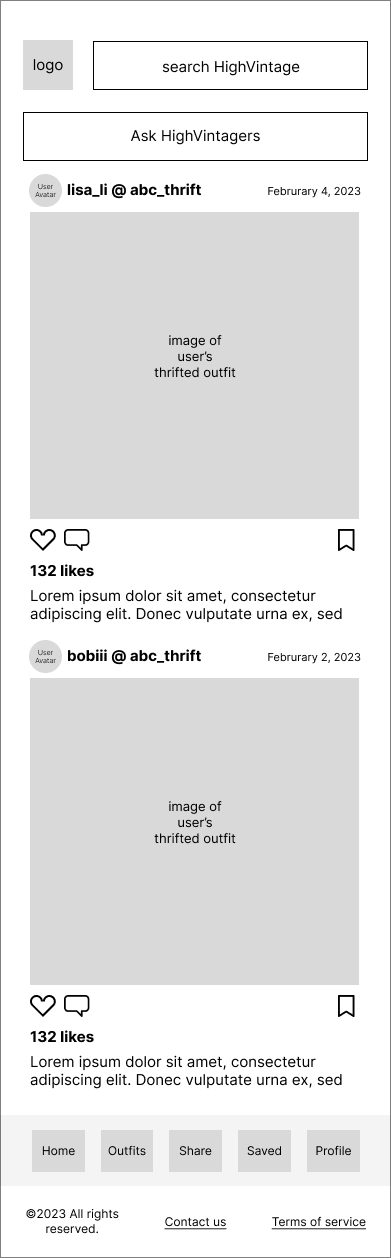 logo
search HighVintage
Ask HighVintagers
User
Avatar
lisa_li @ abc_thrift
Februrary 4, 2023
image of
user's
thrifted outfit
132 likes
Lorem ipsum dolor sit amet, consectetur
adipiscing elit. Donec vulputate urna ex, sed
User
Avatar
bobiii @ abc_thrift
Februrary 2, 2023
image of
user's
thrifted outfit
132 likes
Lorem ipsum dolor sit amet, consectetur
adipiscing elit. Donec vulputate urna ex, sed
Home
Outfits
Share
Saved
Profile
©2023 All rights
reserved.
Contact us
Terms of service